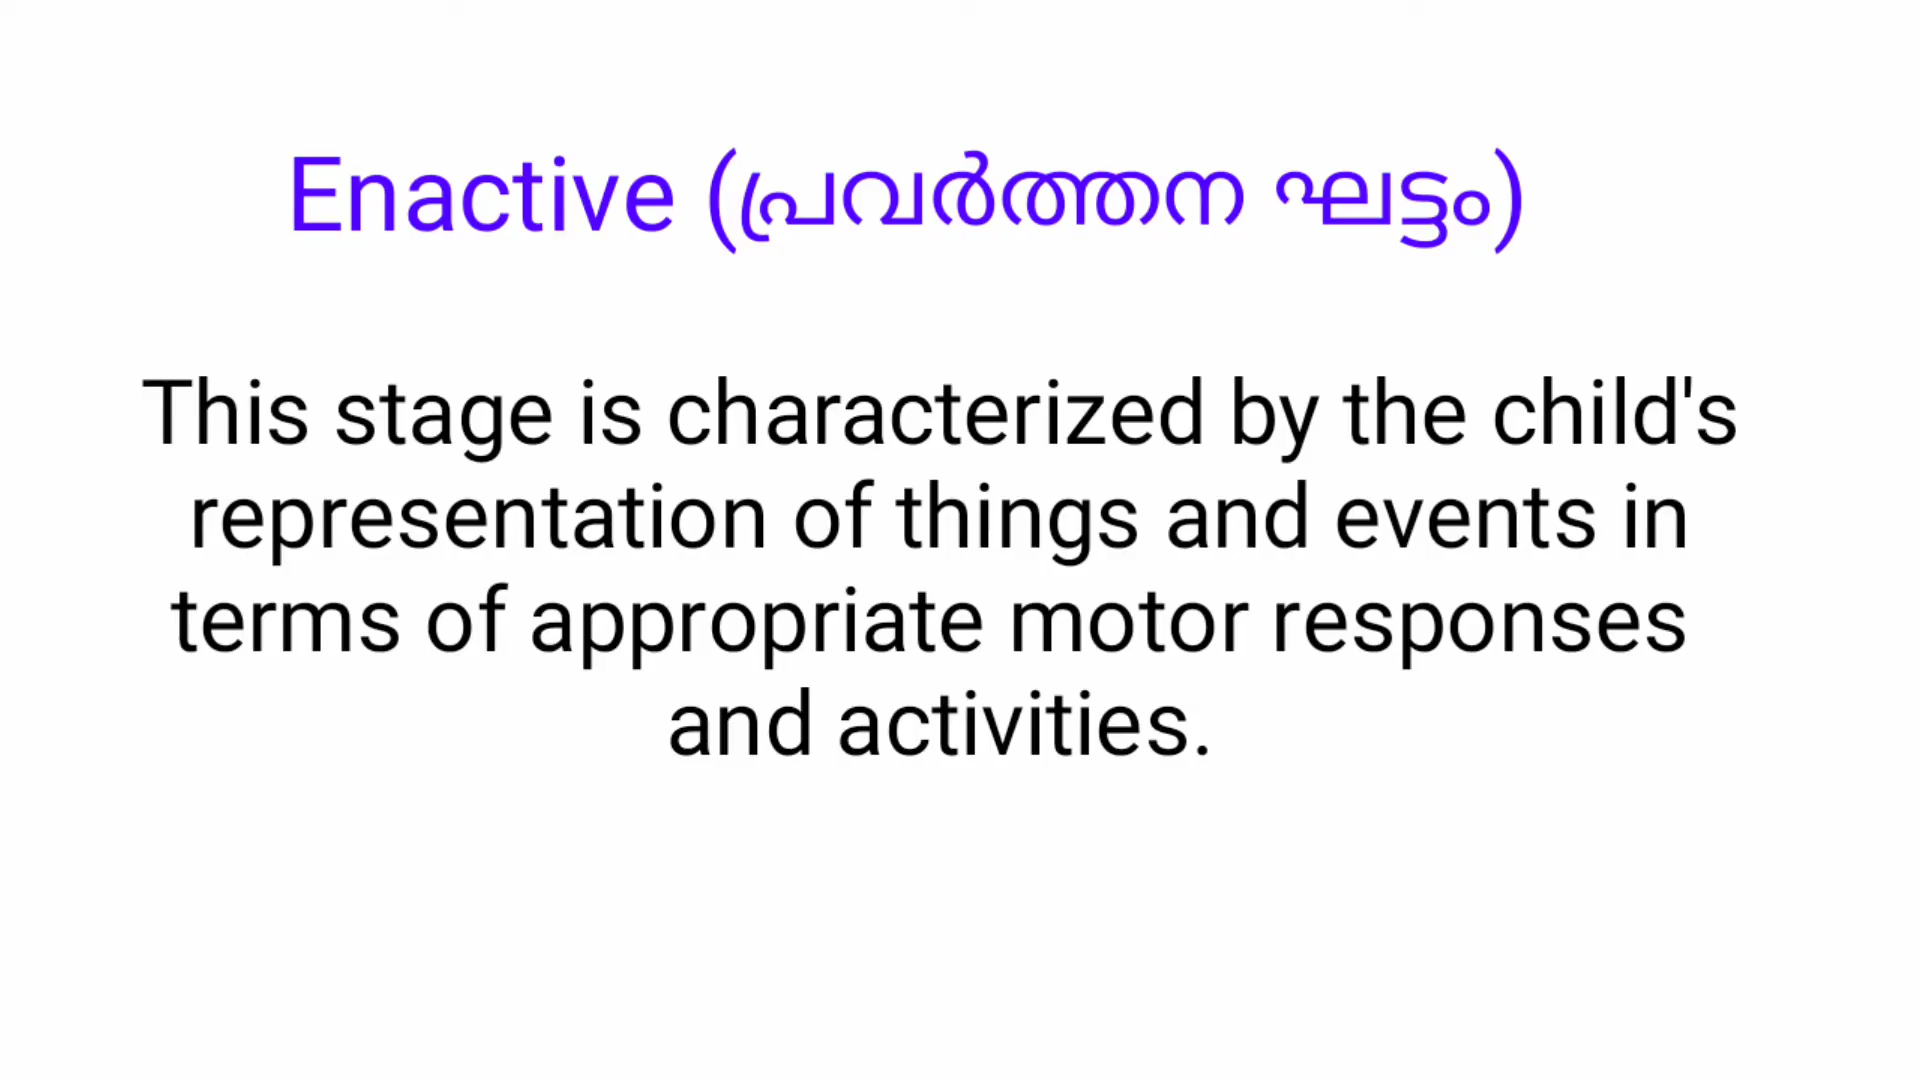 Enactive (പ്രവർത്തന ഘട്ടം)
This stage is characterized by the child's
representation of things and events in
terms of appropriate motor responses
and activities.